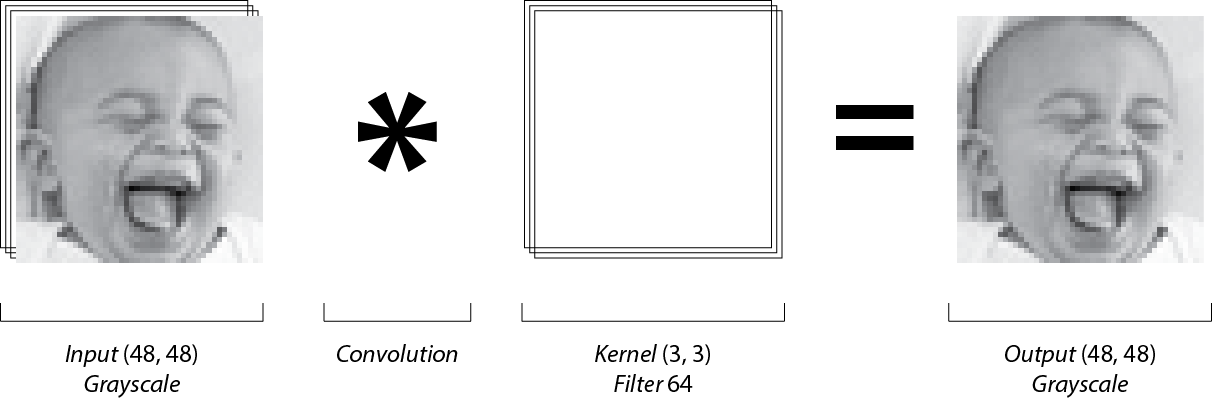 Input (48, 48)
Grayscale
Convolution
Kernel (3, 3)
Filter 64
Output (48, 48)
Grayscale